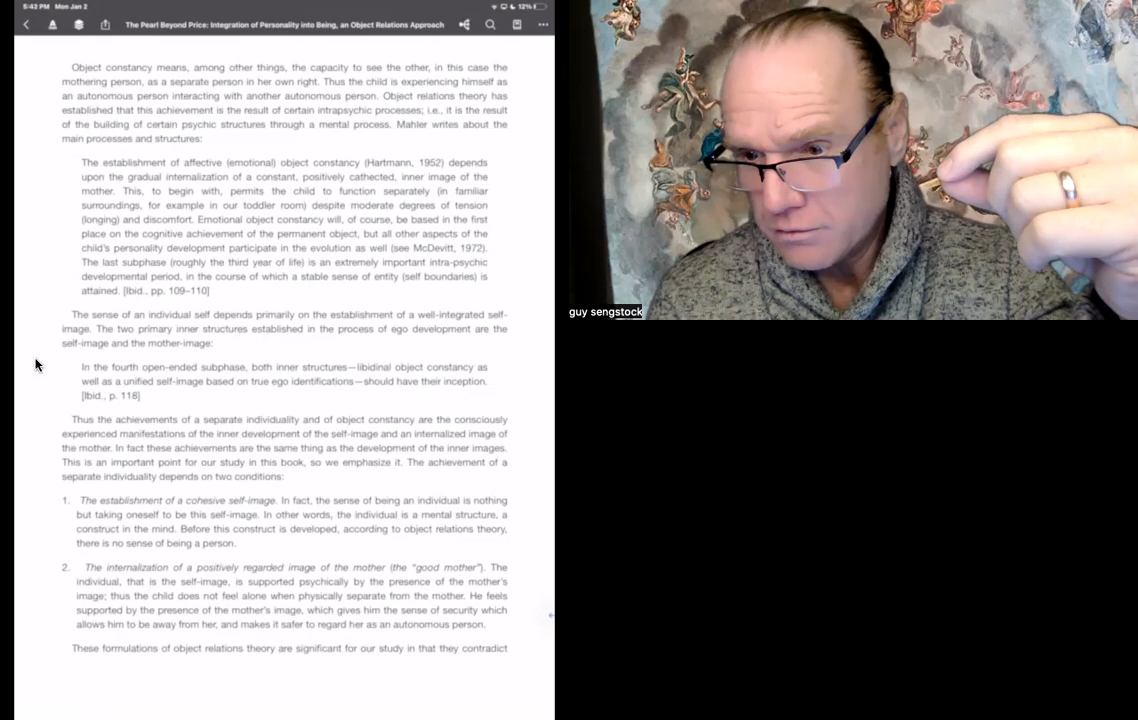 5:42 PM Mon Jan 2
12%
The Pearl Beyond Price: Integration of Personality into Being, an Object Relations Approach
Object constancy means, among other things, the capacity to see the other, in this case the
mothering person, as a separate person in her own right. Thus the child is experiencing himself as
an autonomous person interacting with another autonomous person. Object relations theory has
established that this achievement is the result of certain intrapsychic processes; i.e., it is the result
of the building of certain psychic structures through a mental process. Mahler writes about the
main processes and structures:
The establishment of affective (emotional) object constancy (Hartmann, 1952) depends
upon the gradual internalization of a constant, positively cathected, inner image of the
mother. This, to begin with, permits the child to function separately (in familiar
surroundings, for example in our toddler room) despite moderate degrees of tension
(longing) and discomfort. Emotional object constancy will, of course, be based in the first
place on the cognitive achievement of the permanent object, but all other aspects of the
child's personality development participate in the evolution as well (see McDevitt, 1972).
The last subphase (roughly the third year of life) is an extremely important intra-psychic
developmental period, in the course of which a stable sense of entity (self boundaries) is
attained. [Ibid., pp. 109–110]
The sense of an individual self depends primarily on the establishment of a well-integrated self-
image. The two primary inner structures established in the process of ego development are the
self-image and the mother-image:
In the fourth open-ended subphase, both inner structures—libidinal object constancy as
well as a unified self-image based on true ego identifications—should have their inception.
[Ibid., p. 118]
Thus the achievements of a separate individuality and of object constancy are the consciously
experienced manifestations of the inner development of the self-image and an internalized image of
the mother. In fact these achievements are the same thing as the development of the inner images.
This is an important point for our study in this book, so we emphasize it. The achievement of a
separate individuality depends on two conditions:
1. The establishment of a cohesive self-image. In fact, the sense of being an individual is nothing
but taking oneself to be this self-image. In other words, the individual is a mental structure, a
construct in the mind. Before this construct is developed, according to object relations theory,
there is no sense of being a person.
2. The internalization of a positively regarded image of the mother (the "good mother"). The
individual, that is the self-image, is supported psychically by the presence of the mother's
image; thus the child does not feel alone when physically separate from the mother. He feels
supported by the presence of the mother's image, which gives him the sense of security which
allows him to be away from her, and makes it safer to regard her as an autonomous person.
These formulations of object relations theory are significant for our study in that they contradict
guy sengstock